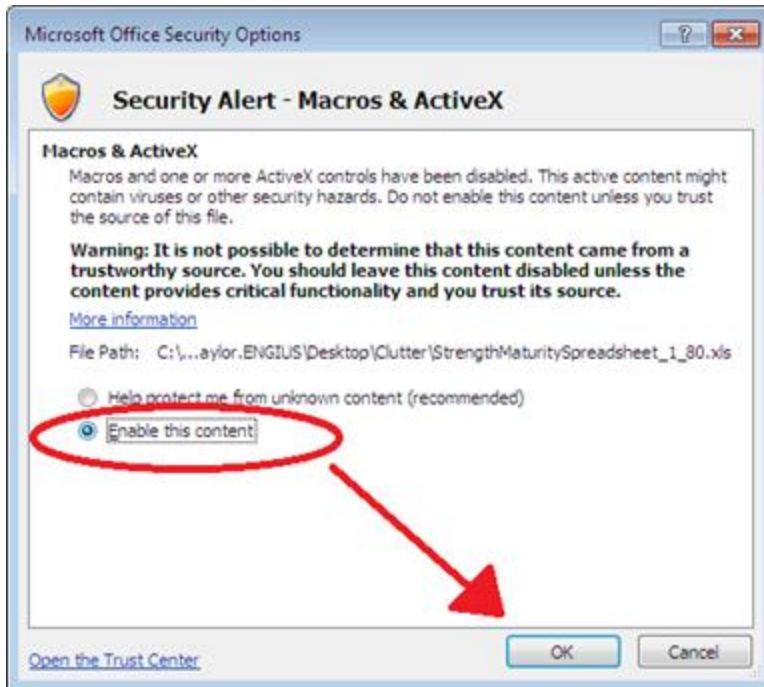 Microsoft Office Security Options
Security Alert - Macros & ActiveX
Macros & ActiveX
Macros and one or more ActiveX controls have been disabled. This active content might
contain viruses or other security hazards. Do not enable this content unless you trust
the source of this file.
Warning: It is not possible to determine that this content came from a
trustworthy source. You should leave this content disabled unless the
content provides critical functionality and you trust its source.
More information
File Path: C:\...aylor.ENGIUS\Desktop\Clutter\StrengthMaturitySpreadsheet_1_80.xls
Help protect me from unknown content (recommended)
Enable this content
Open the Trust Center
OK
Cancel